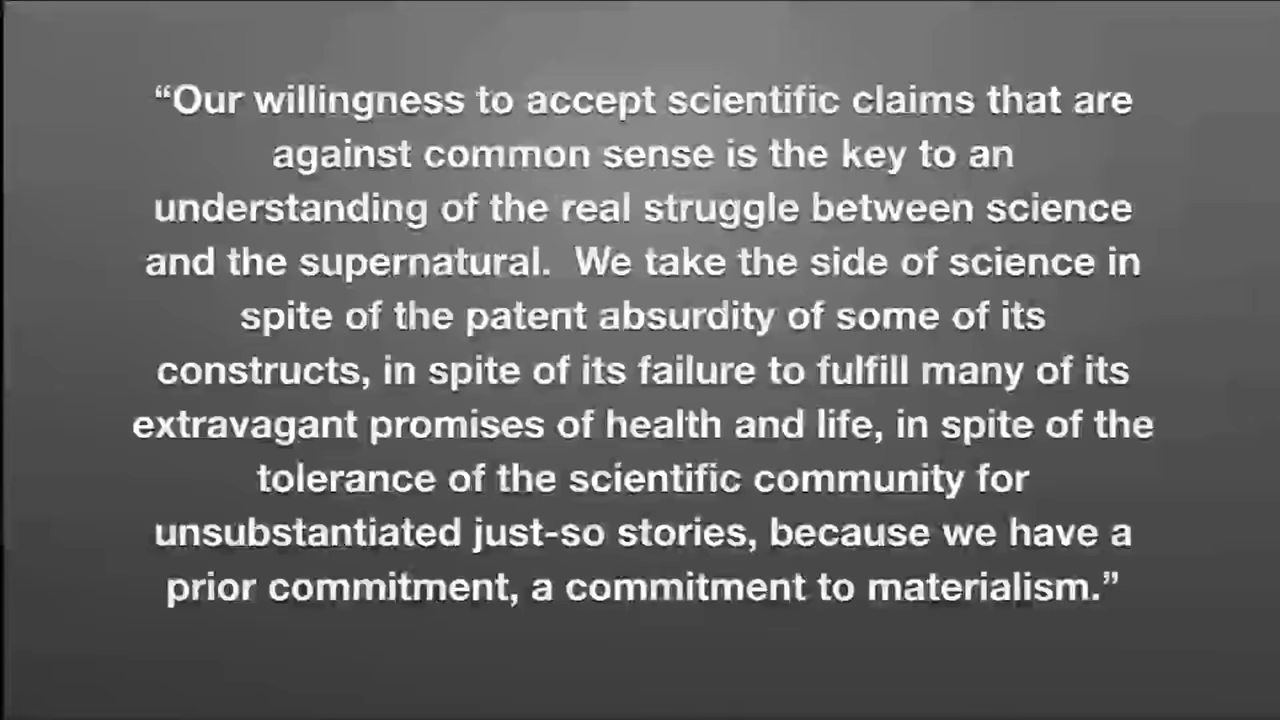 “Our willingness to accept scientific claims that are
against common sense is the key to an
understanding of the real struggle between science
and the supernatural.  We take the side of science in
spite of the patent absurdity of some of its
constructs, in spite of its failure to fulfill many of its
extravagant promises of health and life, in spite of the
tolerance of the scientific community for
unsubstantiated just-so stories, because we have a
prior commitment, a commitment to materialism.”